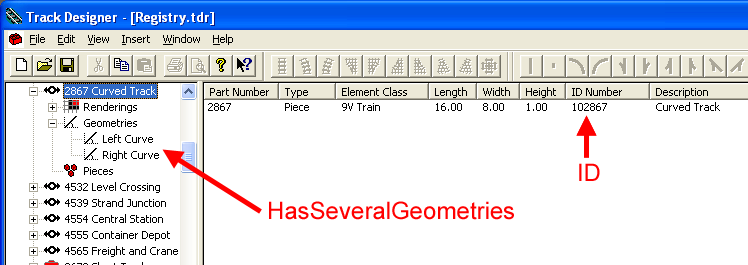 Track Designer - [Registry.tdr]
File Edit View Insert Window Help
2867 Curved Track
Renderings
Geometries
Left Curve
Right Curve
Pieces
4532 Level Crossing
4539 Strand Junction
4554 Central Station
4555 Container Depot
4565 Freight and Crane
Part Number Type Element Class Length Width Height ID Number Description
2867 Piece 9V Train 16.00 8.00 1.00 102867 Curved Track
ID
HasSeveralGeometries